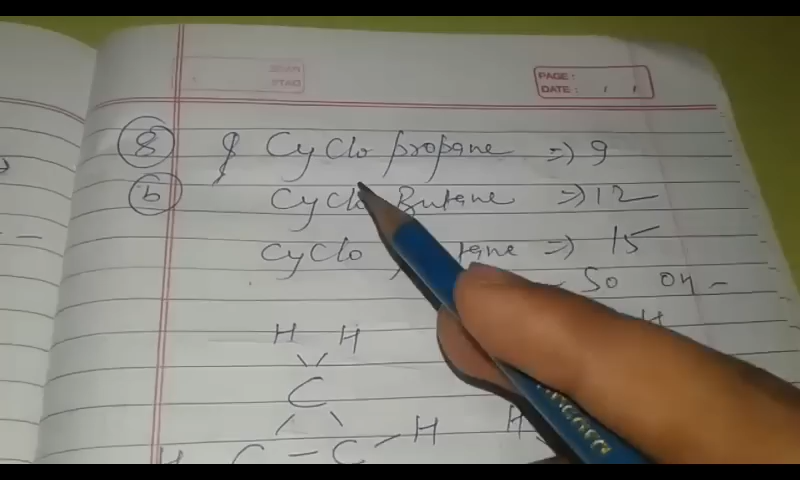 PAGE:
DATE: / /
8 Cyclo propane => 9
b Cyclo Butane => 12
Cyclo => 15
So on -
H H H
C
H H
H C - C